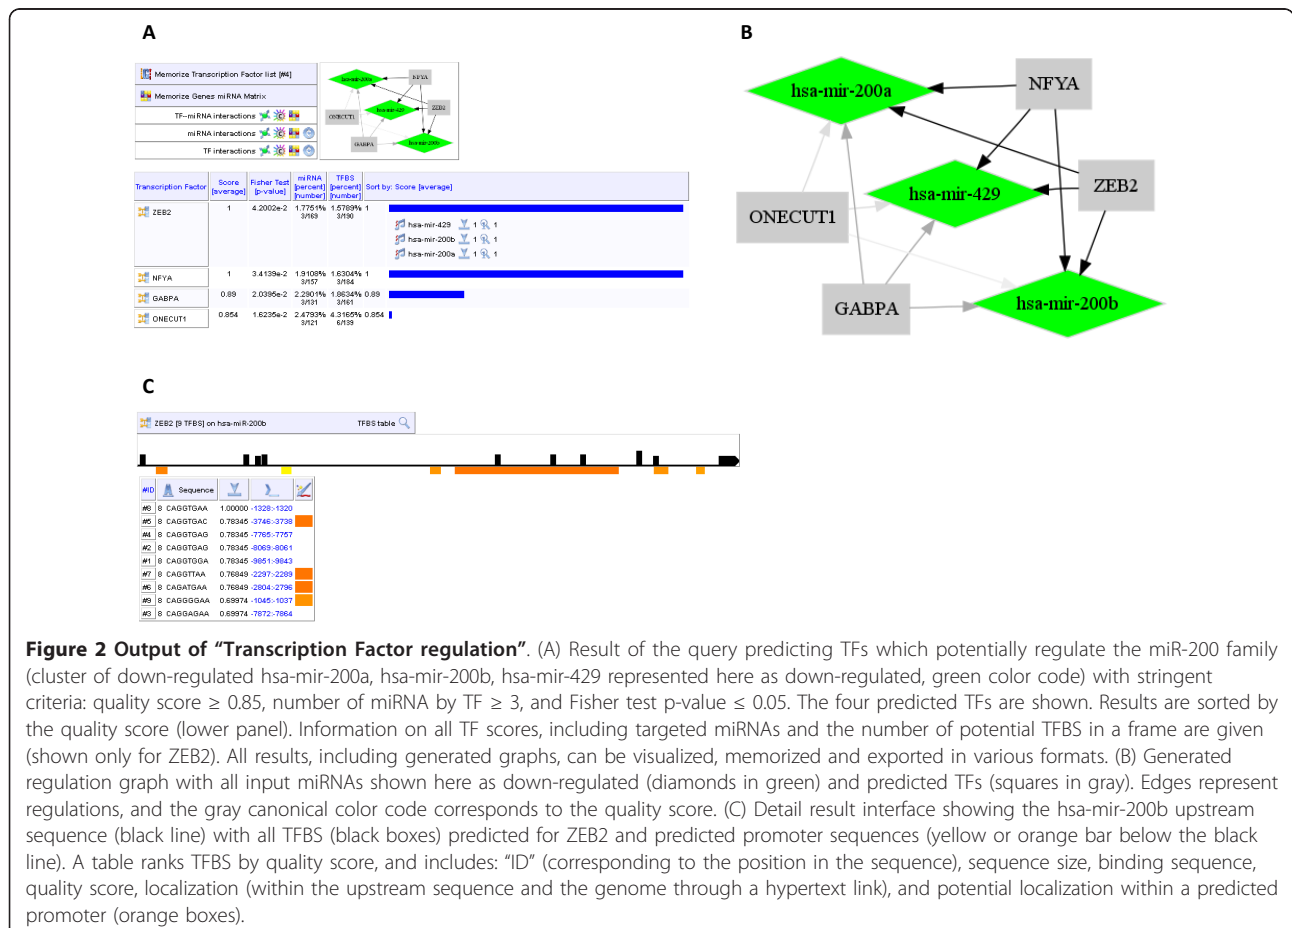 A
Memorize Transcription Factor list [#4]
Memorize Genes miRNA Matrix
TF-miRNA interactions
miRNA interactions
TF interactions
hsa-mir-200a
NFYA
hsa-mir-429
ZEB2
ONECUT1
GABPA
hsa-mir-200b
Transcription Factor
Score [average]
Fisher Test [p-value]
miRNA [percent] [number]
TFBS [percent] [number]
Sort by: Score [average]
ZEB2 1 4.2002e-2 1.7751% 3/169 1.5789% 3/190 1
hsa-mir-429 1 1
hsa-mir-200b 1 1
hsa-mir-200a 1 1
NFYA 1 3.4139e-2 1.9108% 3/157 1.6304% 3/184 1
GABPA 0.89 2.0395e-2 2.2901% 3/131 1.8634% 3/161 0.89
ONECUT1 0.854 1.6235e-2 2.4793% 3/121 4.3165% 6/139 0.854
B
hsa-mir-200a
NFYA
hsa-mir-429
ZEB2
ONECUT1
GABPA
hsa-mir-200b
C
ZEB2 [9 TFBS] on hsa-miR-200b TFBS table
#ID Sequence
#8 8 CAGGTGAA 1.00000 -1328:-1320
#5 8 CAGGTGAC 0.78345 -3746:-3738
#4 8 CAGGTGAG 0.78345 -7765:-7757
#2 8 CAGGTGAG 0.78345 -8069:-8061
#1 8 CAGGTGGA 0.78345 -9851:-9843
#7 8 CAGGTTAA 0.76849 -2297:-2289
#6 8 CAGATGAA 0.76849 -2804:-2796
#9 8 CAGGGGAA 0.69974 -1045:-1037
#3 8 CAGGAGAA 0.69974 -7872:-7864
Figure 2 Output of “Transcription Factor regulation”. (A) Result of the query predicting TFs which potentially regulate the miR-200 family
(cluster of down-regulated hsa-mir-200a, hsa-mir-200b, hsa-mir-429 represented here as down-regulated, green color code) with stringent
criteria: quality score ≥ 0.85, number of miRNA by TF ≥ 3, and Fisher test p-value ≤ 0.05. The four predicted TFs are shown. Results are sorted by
the quality score (lower panel). Information on all TF scores, including targeted miRNAs and the number of potential TFBS in a frame are given
(shown only for ZEB2). All results, including generated graphs, can be visualized, memorized and exported in various formats. (B) Generated
regulation graph with all input miRNAs shown here as down-regulated (diamonds in green) and predicted TFs (squares in gray). Edges represent
regulations, and the gray canonical color code corresponds to the quality score. (C) Detail result interface showing the hsa-mir-200b upstream
sequence (black line) with all TFBS (black boxes) predicted for ZEB2 and predicted promoter sequences (yellow or orange bar below the black
line). A table ranks TFBS by quality score, and includes: “ID” (corresponding to the position in the sequence), sequence size, binding sequence,
quality score, localization (within the upstream sequence and the genome through a hypertext link), and potential localization within a predicted
promoter (orange boxes).